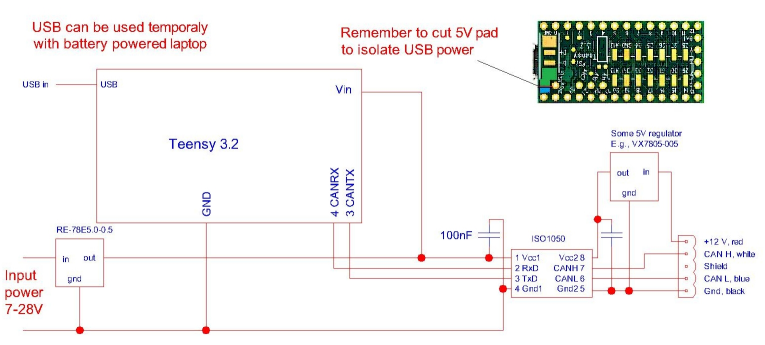 USB can be used temporaly
with battery powered laptop
Remember to cut 5V pad
to isolate USB power
USB in
USB
Vin
Teensy 3.2
GND
4 CANRX
3 CANTX
Some 5V regulator
E.g., VX7805-005
out
in
gnd
RE-78E5.0-0.5
in
out
gnd
Input
power
7-28V
100nF
ISO1050
1 Vcc1
Vcc2 8
2 RxD
CANH 7
3 TxD
CANL 6
4 Gnd1
Gnd2 5
+12 V, red
CAN H, white
Shield
CAN L, blue
Gnd, black